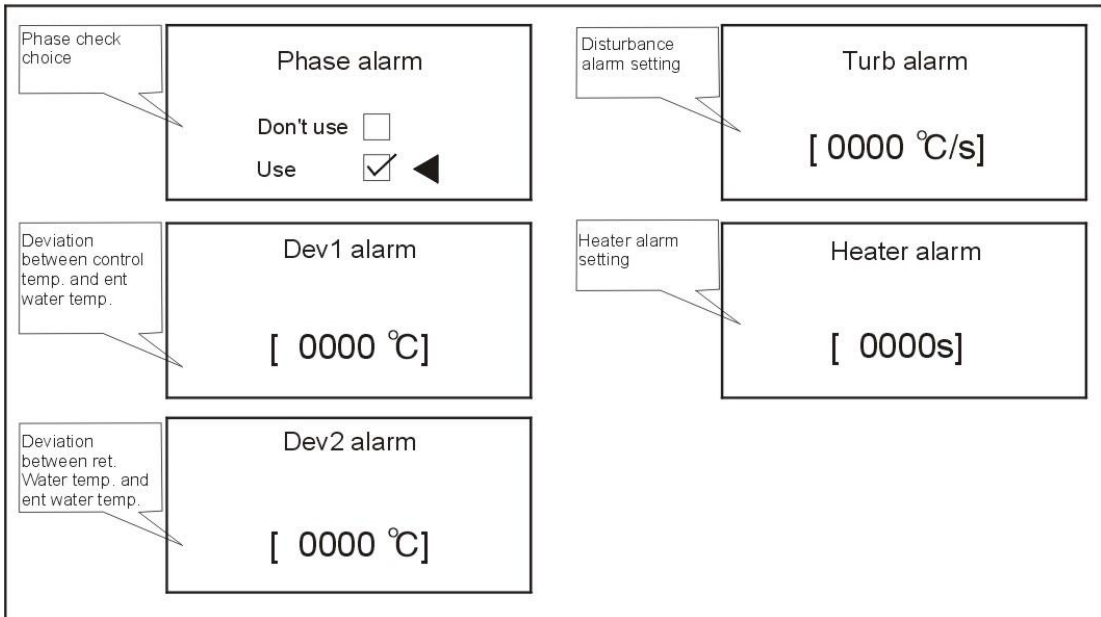 Phase check
choice
Phase alarm
Don't use
Use
Disturbance
alarm setting
Turb alarm
[ 0000 °C/s]
Deviation
between control
temp. and ent
water temp.
Dev1 alarm
[ 0000 °C]
Heater alarm
setting
Heater alarm
[ 0000s]
Deviation
between ret.
Water temp. and
ent water temp.
Dev2 alarm
[ 0000 °C]